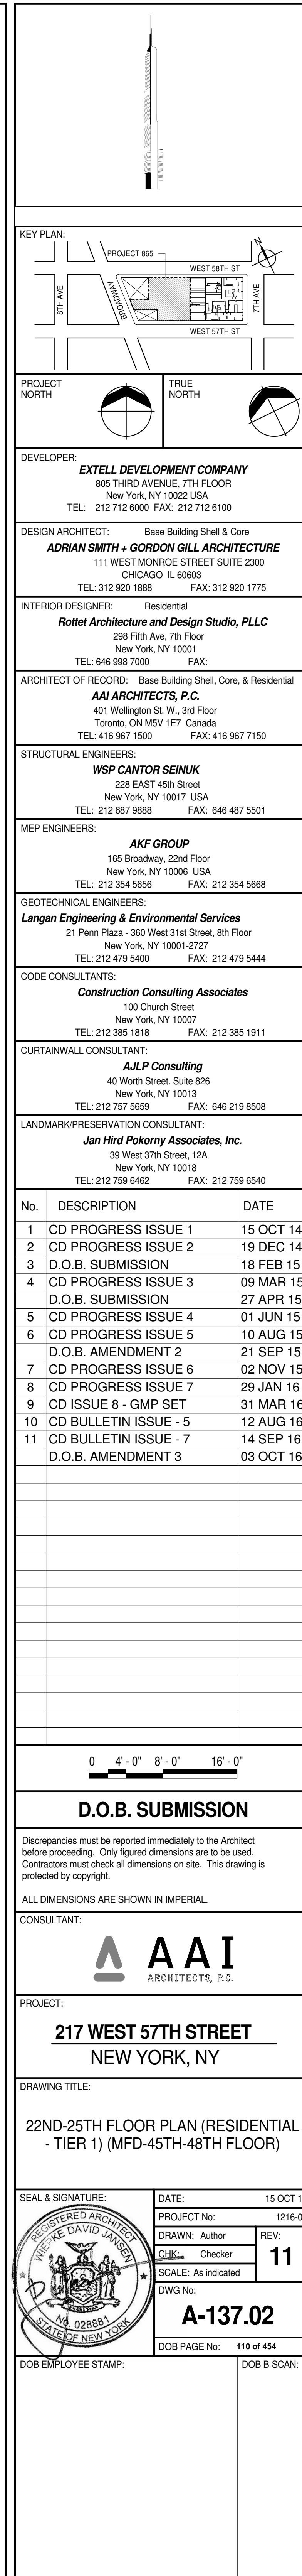 KEY PLAN:
N
PROJECT 865
WEST 58TH ST
8TH AVE
BROADWAY
7TH AVE
WEST 57TH ST
PROJECT
NORTH
TRUE
NORTH
DEVELOPER:
EXTELL DEVELOPMENT COMPANY
805 THIRD AVENUE, 7TH FLOOR
New York, NY 10022 USA
TEL: 212 712 6000 FAX: 212 712 6100
DESIGN ARCHITECT: Base Building Shell & Core
ADRIAN SMITH + GORDON GILL ARCHITECTURE
111 WEST MONROE STREET SUITE 2300
CHICAGO IL 60603
TEL: 312 920 1888 FAX: 312 920 1775
INTERIOR DESIGNER: Residential
Rottet Architecture and Design Studio, PLLC
298 Fifth Ave, 7th Floor
New York, NY 10001
TEL: 646 998 7000 FAX:
ARCHITECT OF RECORD: Base Building Shell, Core, & Residential
AAI ARCHITECTS, P.C.
401 Wellington St. W., 3rd Floor
Toronto, ON M5V 1E7 Canada
TEL: 416 967 1500 FAX: 416 967 7150
STRUCTURAL ENGINEERS:
WSP CANTOR SEINUK
228 EAST 45th Street
New York, NY 10017 USA
TEL: 212 687 9888 FAX: 646 487 5501
MEP ENGINEERS:
AKF GROUP
165 Broadway, 22nd Floor
New York, NY 10006 USA
TEL: 212 354 5656 FAX: 212 354 5668
GEOTECHNICAL ENGINEERS:
Langan Engineering & Environmental Services
21 Penn Plaza - 360 West 31st Street, 8th Floor
New York, NY 10001-2727
TEL: 212 479 5400 FAX: 212 479 5444
CODE CONSULTANTS:
Construction Consulting Associates
100 Church Street
New York, NY 10007
TEL: 212 385 1818 FAX: 212 385 1911
CURTAINWALL CONSULTANT:
AJLP Consulting
40 Worth Street. Suite 826
New York, NY 10013
TEL: 212 757 5659 FAX: 646 219 8508
LANDMARK/PRESERVATION CONSULTANT:
Jan Hird Pokorny Associates, Inc.
39 West 37th Street, 12A
New York, NY 10018
TEL: 212 759 6462 FAX: 212 759 6540
No. DESCRIPTION DATE
1 CD PROGRESS ISSUE 1 15 OCT 14
2 CD PROGRESS ISSUE 2 19 DEC 14
3 D.O.B. SUBMISSION 18 FEB 15
4 CD PROGRESS ISSUE 3 09 MAR 15
D.O.B. SUBMISSION 27 APR 15
5 CD PROGRESS ISSUE 4 01 JUN 15
6 CD PROGRESS ISSUE 5 10 AUG 15
D.O.B. AMENDMENT 2 21 SEP 15
7 CD PROGRESS ISSUE 6 02 NOV 15
8 CD PROGRESS ISSUE 7 29 JAN 16
9 CD ISSUE 8 - GMP SET 31 MAR 16
10 CD BULLETIN ISSUE - 5 12 AUG 16
11 CD BULLETIN ISSUE - 7 14 SEP 16
D.O.B. AMENDMENT 3 03 OCT 16
0 4' - 0" 8' - 0" 16' - 0"
D.O.B. SUBMISSION
Discrepancies must be reported immediately to the Architect
before proceeding. Only figured dimensions are to be used.
Contractors must check all dimensions on site. This drawing is
protected by copyright.
ALL DIMENSIONS ARE SHOWN IN IMPERIAL.
CONSULTANT:
AAI
ARCHITECTS, P.C.
PROJECT:
217 WEST 57TH STREET
NEW YORK, NY
DRAWING TITLE:
22ND-25TH FLOOR PLAN (RESIDENTIAL
- TIER 1) (MFD-45TH-48TH FLOOR)
SEAL & SIGNATURE:
REGISTERED ARCHITECT
WIEPKE DAVID JANSEN
No. 028881
STATE OF NEW YORK
DATE: 15 OCT 1
PROJECT No: 1216-0
DRAWN: Author
CHK: Checker
SCALE: As indicated
REV:
11
DWG No:
A-137.02
DOB PAGE No: 110 of 454
DOB EMPLOYEE STAMP:
DOB B-SCAN: